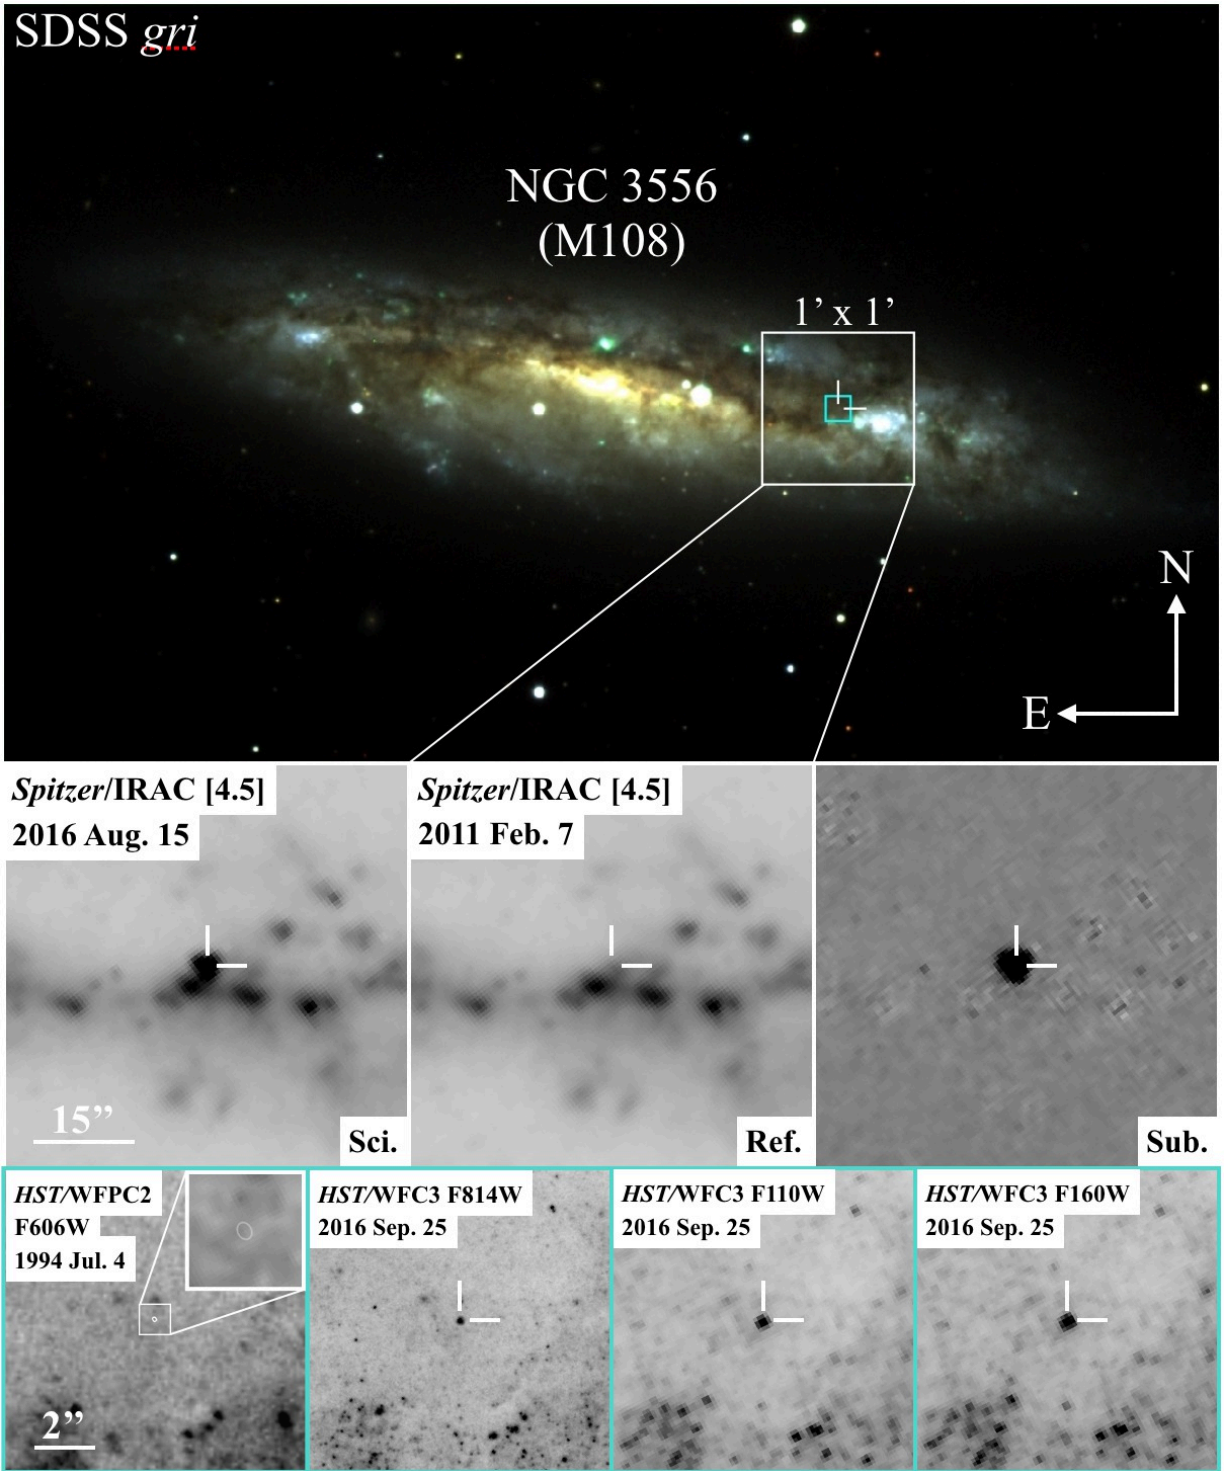 SDSS gri
NGC 3556
(M108)
1’ x 1’
N
E
Spitzer/IRAC [4.5]
2016 Aug. 15
15”
Sci.
Spitzer/IRAC [4.5]
2011 Feb. 7
Ref.
Sub.
HST/WFPC2
F606W
1994 Jul. 4
2”
HST/WFC3 F814W
2016 Sep. 25
HST/WFC3 F110W
2016 Sep. 25
HST/WFC3 F160W
2016 Sep. 25